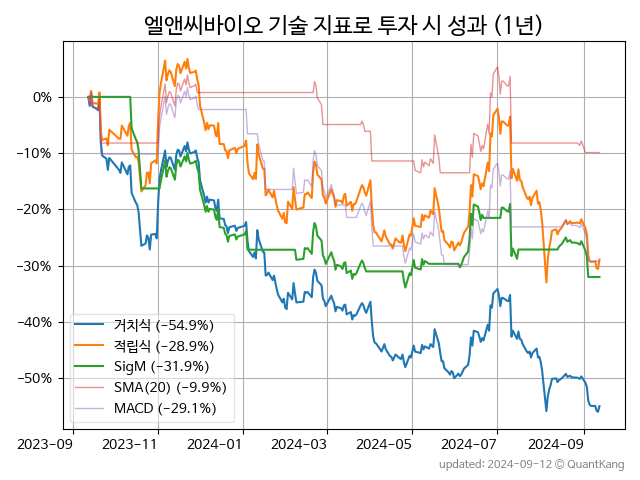 엘앤씨바이오 기술 지표로 투자 시 성과 (1년)
0%
−10%
−20%
−30%
−40%
−50%
거치식 (−54.9%)
적립식 (−28.9%)
SigM (−31.9%)
SMA(20) (−9.9%)
MACD (−29.1%)
2023-09 2023-11 2024-01 2024-03 2024-05 2024-07 2024-09
updated: 2024-09-12 © QuantKang